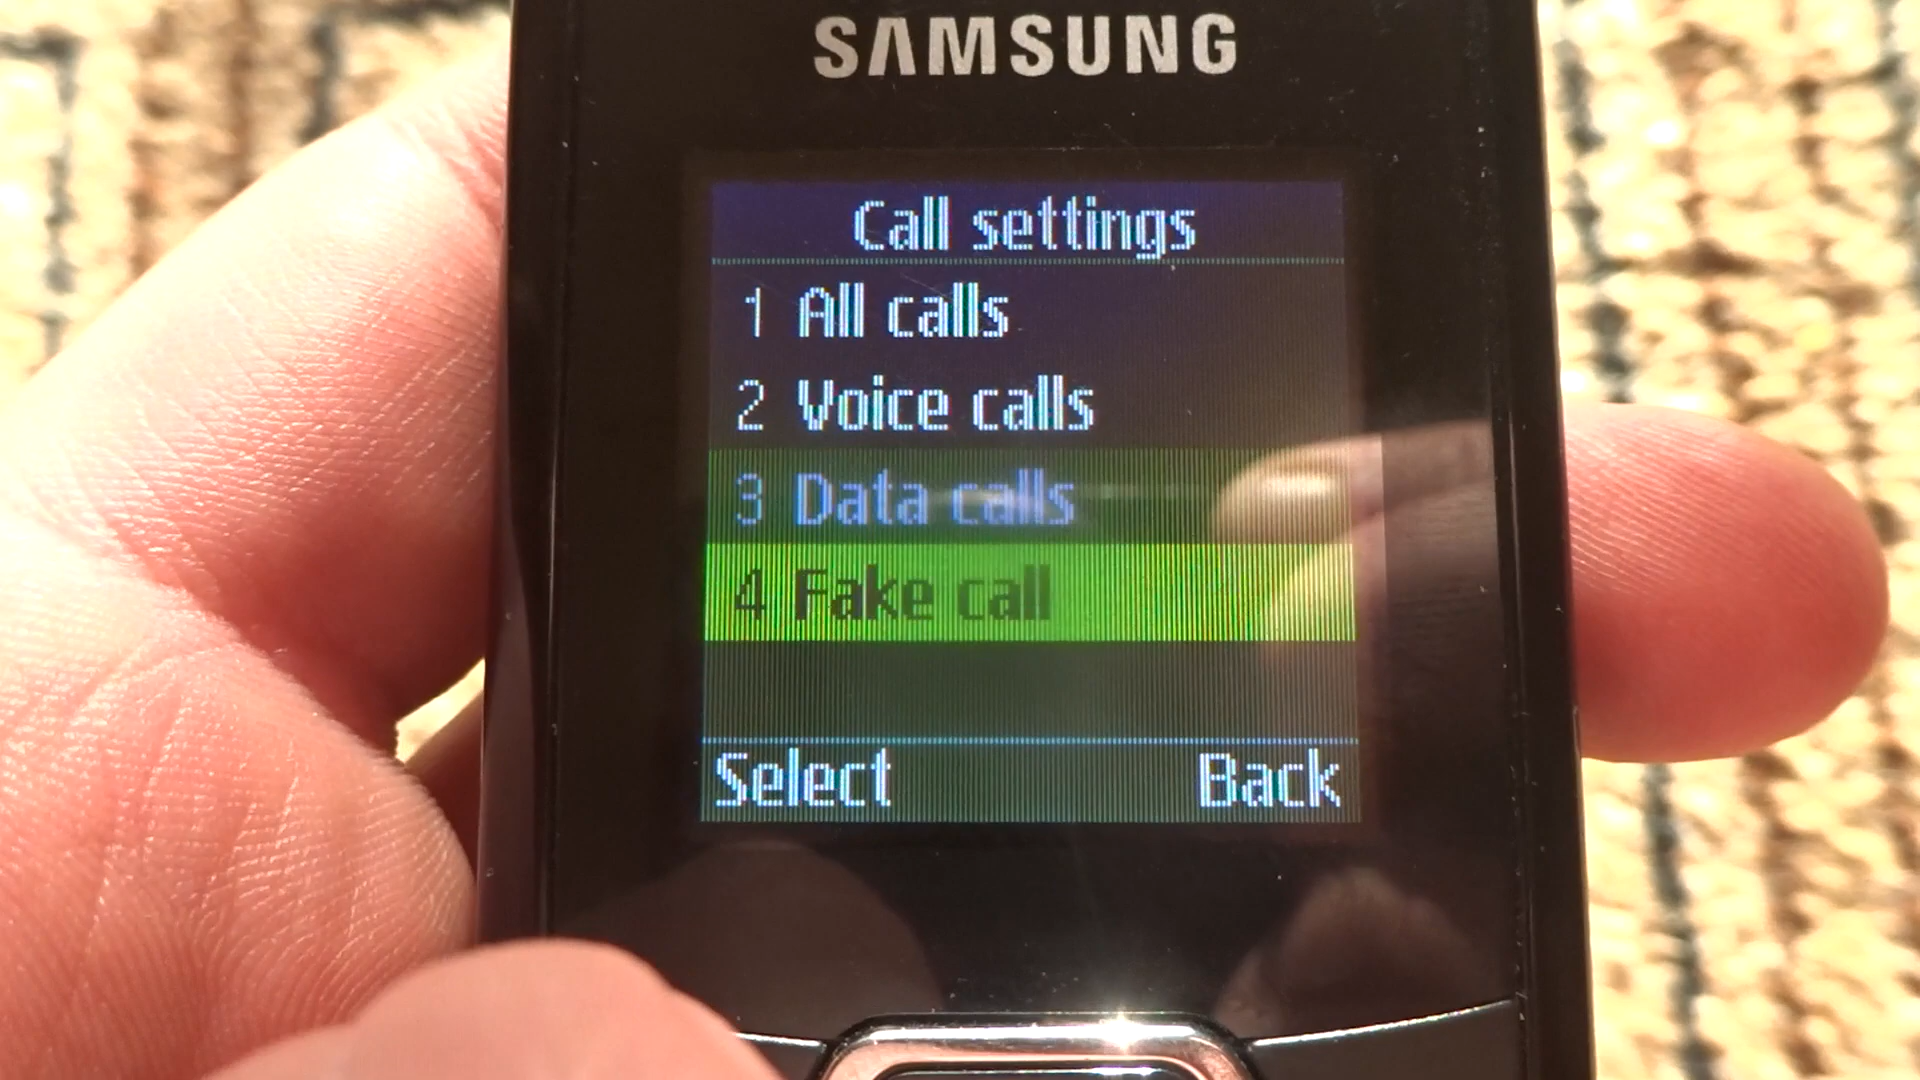 SAMSUNG
Call settings
1 All calls
2 Voice calls
3 Data calls
4 Fake call
Select Back